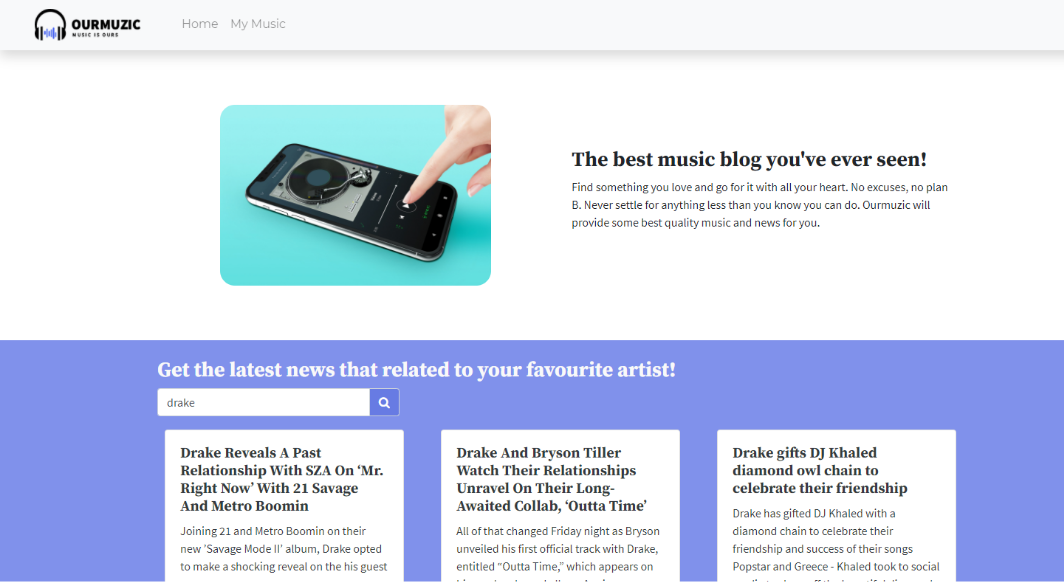 OURMUZIC
MUSIC IS OURS
Home My Music
The best music blog you've ever seen!
Find something you love and go for it with all your heart. No excuses, no plan
B. Never settle for anything less than you know you can do. Ourmuzic will
provide some best quality music and news for you.
Get the latest news that related to your favourite artist!
drake
Drake Reveals A Past
Relationship With SZA On ‘Mr.
Right Now’ With 21 Savage
And Metro Boomin
Joining 21 and Metro Boomin on their
new 'Savage Mode II' album, Drake opted
to make a shocking reveal on the his guest
Drake And Bryson Tiller
Watch Their Relationships
Unravel On Their Long-
Awaited Collab, ‘Outta Time’
All of that changed Friday night as Bryson
unveiled his first official track with Drake,
entitled “Outta Time,” which appears on
Drake gifts DJ Khaled
diamond owl chain to
celebrate their friendship
Drake has gifted DJ Khaled with a
diamond chain to celebrate their
friendship and success of their songs
Popstar and Greece - Khaled took to social